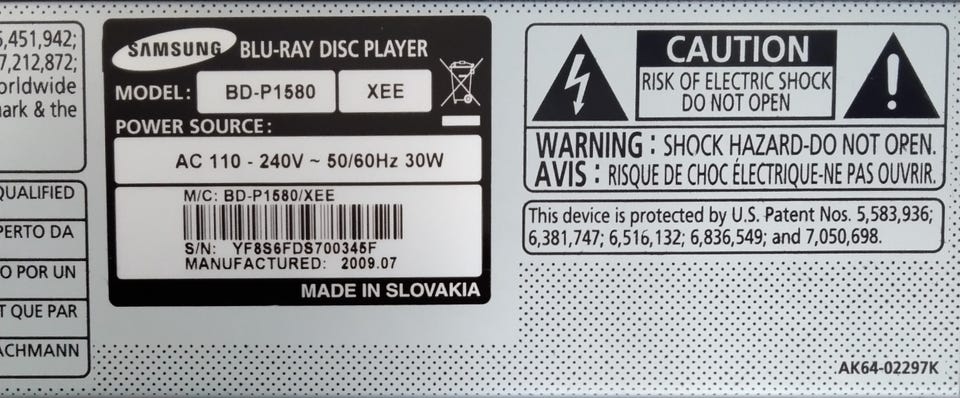 5,451,942;
7,212,872;
orldwide
ark & the
QUALIFIED
PERTO DA
O POR UN
T QUE PAR
ACHMANN
SAMSUNG BLU-RAY DISC PLAYER
MODEL: BD-P1580 XEE
POWER SOURCE:
AC 110 - 240V ~ 50/60Hz 30W
M/C: BD-P1580/XEE
S/N: YF8S6FDS700345F
MANUFACTURED: 2009.07
MADE IN SLOVAKIA
CAUTION
RISK OF ELECTRIC SHOCK
DO NOT OPEN
WARNING : SHOCK HAZARD-DO NOT OPEN.
AVIS : RISQUE DE CHOC ÉLECTRIQUE-NE PAS OUVRIR.
This device is protected by U.S. Patent Nos. 5,583,936;
6,381,747; 6,516,132; 6,836,549; and 7,050,698.
AK64-02297K